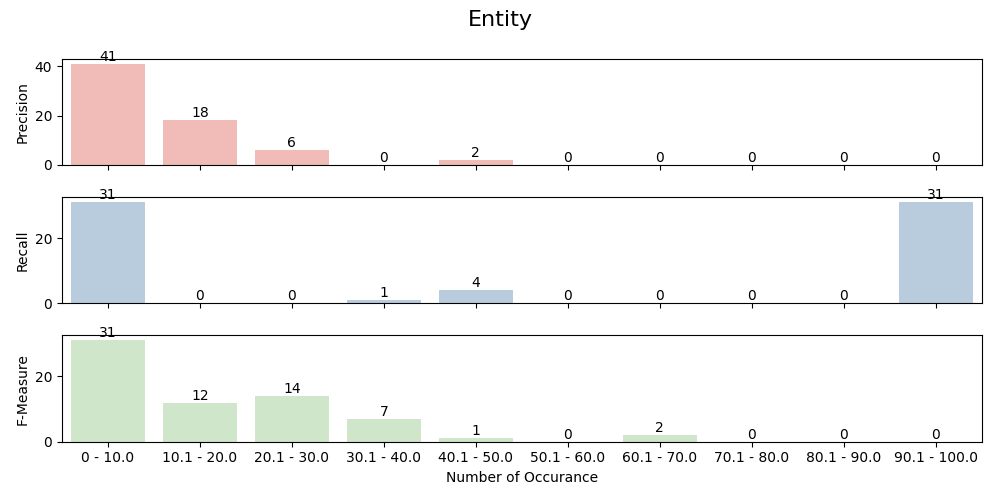 Entity
Precision
40
20
0
41
18
6
0
2
0
0
0
0
0
Recall
20
0
31
0
0
1
4
0
0
0
0
31
F-Measure
20
0
31
12
14
7
1
0
2
0
0
0
0 - 10.0
10.1 - 20.0
20.1 - 30.0
30.1 - 40.0
40.1 - 50.0
50.1 - 60.0
60.1 - 70.0
70.1 - 80.0
80.1 - 90.0
90.1 - 100.0
Number of Occurance